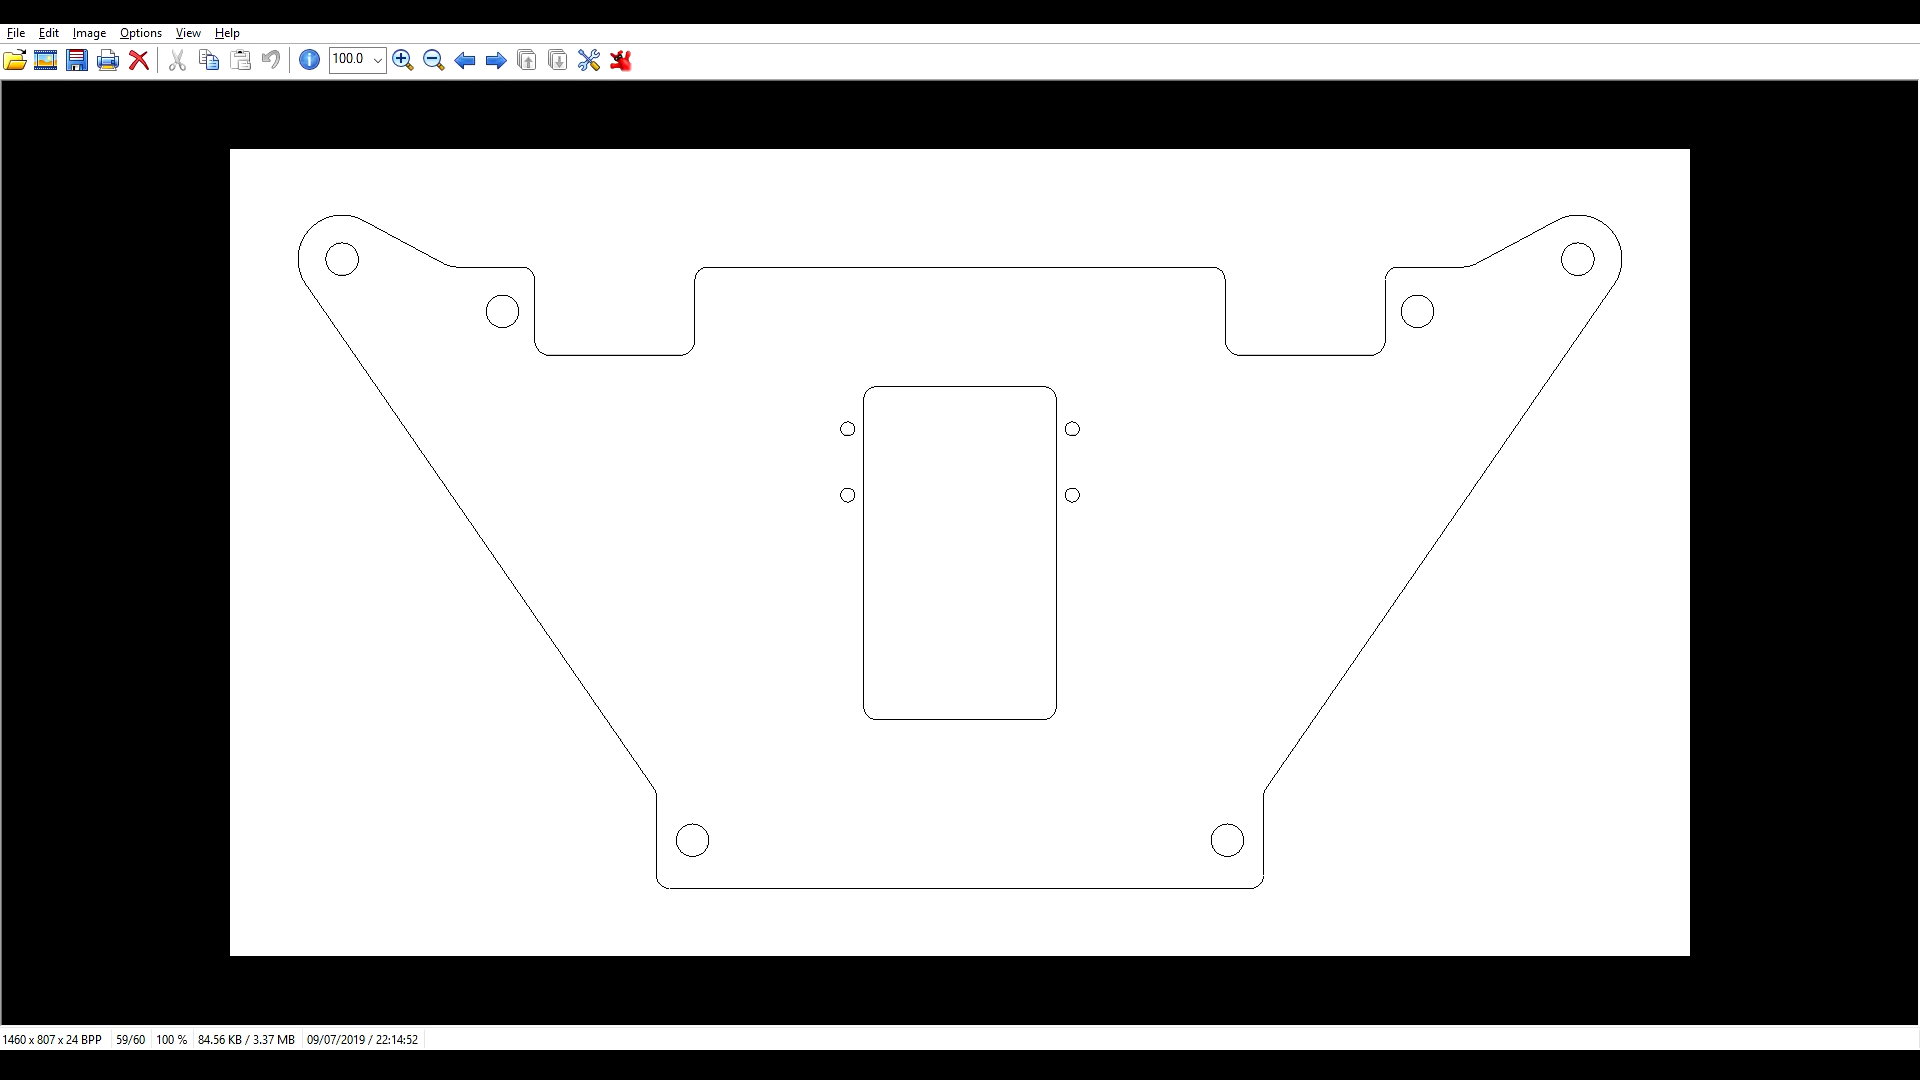 File Edit Image Options View Help
100.0
1460 x 807 x 24 BPP 59/60 100 % 84.56 KB / 3.37 MB 09/07/2019 / 22:14:52